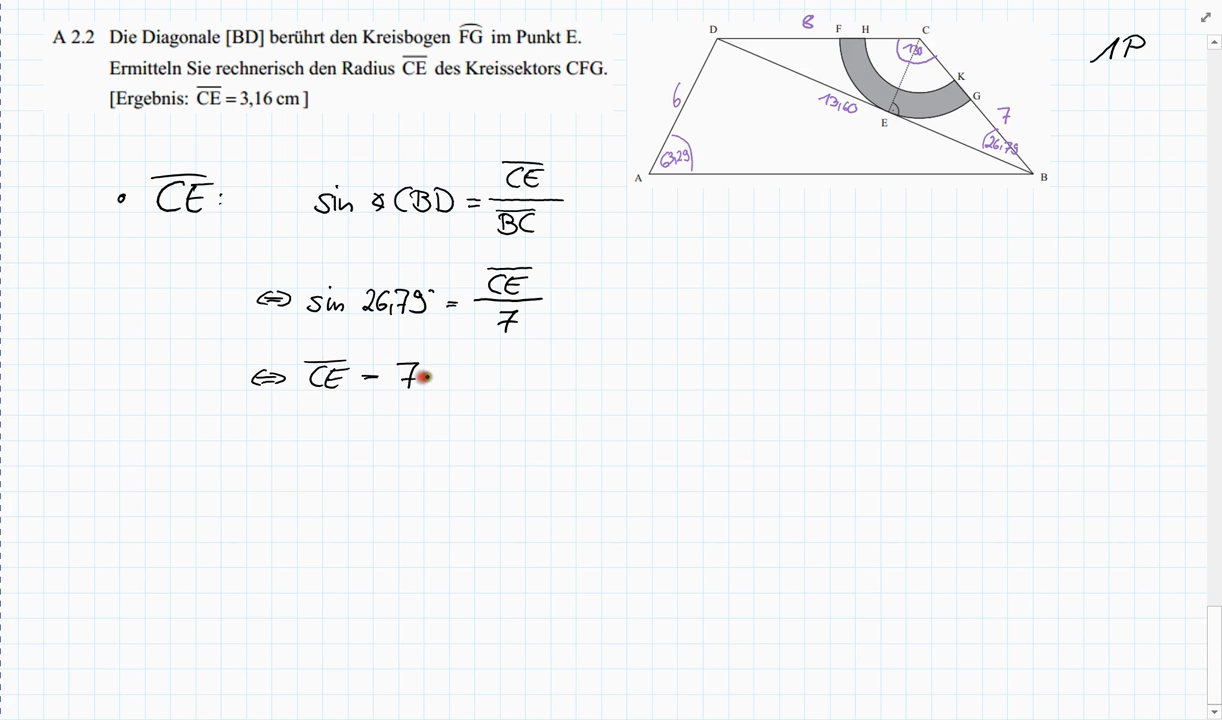 A 2.2 Die Diagonale [BD] berührt den Kreisbogen FG im Punkt E.
Ermitteln Sie rechnerisch den Radius CE des Kreissektors CFG.
[Ergebnis: CE = 3,16 cm ]
1P
D 8 F H C
130
K
G
6
13,60
7
E
63,29
26,79
A
B
• CE: sin ∢ CBD = CE / BC
⇔ sin 26,79° = CE / 7
⇔ CE = 7